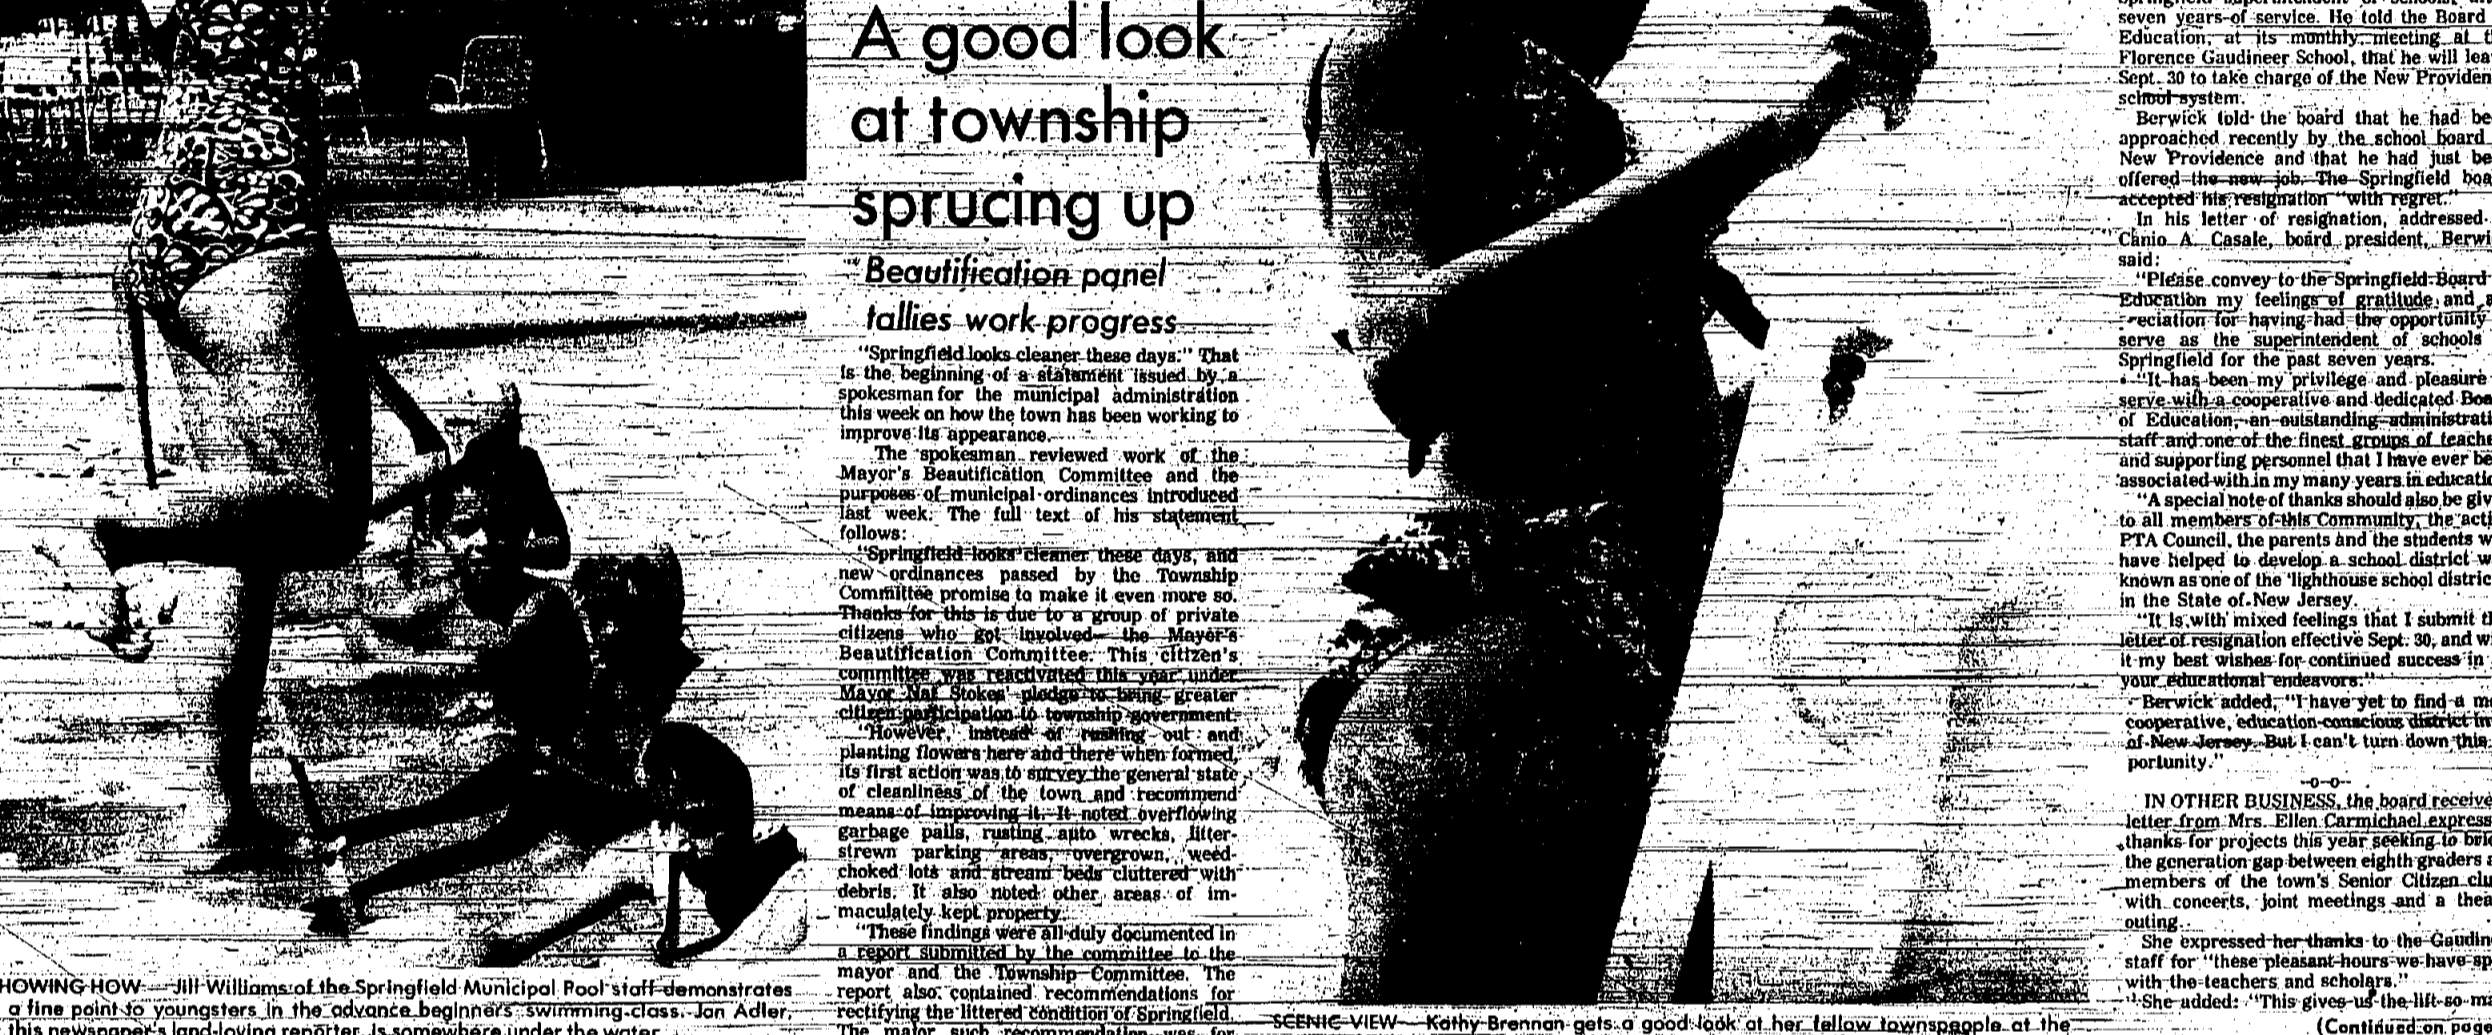 A good look
at township
sprucing up
Beautification panel
tallies work progress
"Springfield looks cleaner these days." That
is the beginning of a statement issued by a
spokesman for the municipal administration
this week on how the town has been working to
improve its appearance.
The spokesman reviewed work of the
Mayor's Beautification Committee and the
purposes of municipal ordinances introduced
last week. The full text of his statement
follows:
"Springfield looks cleaner these days, and
new ordinances passed by the Township
Committee promise to make it even more so.
Thanks for this is due to a group of private
citizens who got involved—the Mayor's
Beautification Committee. This citizen's
committee was reactivated this year under
Mayor Nat Stokes' pledge to bring greater
citizen participation to township government.
"However, instead of rushing out and
planting flowers here and there when formed,
its first action was to survey the general state
of cleanliness of the town and recommend
means of improving it. It noted overflowing
garbage pails, rusting auto wrecks, litter-
strewn parking areas, overgrown, weed-
choked lots and stream beds cluttered with
debris. It also noted other areas of im-
maculately kept property.
"These findings were all duly documented in
a report submitted by the committee to the
mayor and the Township Committee. The
report also contained recommendations for
rectifying the littered condition of Springfield.
The major such recommendation was for
HOWING HOW—Jill Williams of the Springfield Municipal Pool staff demonstrates
a fine point to youngsters in the advance beginners' swimming class. Jan Adler,
this newspaper's land-loving reporter, is somewhere under the water.
SCENIC VIEW—Kathy Brennan gets a good look at her fellow townspeople at the
seven years of service. He told the Board
Education, at its monthly meeting at
Florence Gaudineer School, that he will
Sept. 30 to take charge of the New
school system.
Berwick told the board that he had
approached recently by the school board
New Providence and that he had just
offered the new job. The Springfield
accepted his resignation "with regret."
In his letter of resignation, addressed
Canio A. Casale, board president,
said:
"Please convey to the Springfield Board
Education my feelings of gratitude and
eciation for having had the opportunity
serve as the superintendent of schools
Springfield for the past seven years.
"It has been my privilege and pleasure
serve with a cooperative and dedicated
of Education, an outstanding
staff and one of the finest groups of
and supporting personnel that I have ever
associated with in my many years in
"A special note of thanks should also be
to all members of this Community, the
PTA Council, the parents and the students
have helped to develop a school district
known as one of the 'lighthouse school
in the State of New Jersey.
"It is with mixed feelings that I submit
letter of resignation effective Sept. 30, and
it my best wishes for continued success in
your educational endeavors."
Berwick added, "I have yet to find a
cooperative, education-conscious district in
of New Jersey. But I can't turn down this
portunity."
-o-o-
IN OTHER BUSINESS, the board
letter from Mrs. Ellen Carmichael
thanks for projects this year seeking to
the generation gap between eighth graders
members of the town's Senior Citizen
with concerts, joint meetings and a
outing.
She expressed her thanks to the
staff for "these pleasant hours we have
with the teachers and scholars."
She added: "This gives us the lift so
(Continued on